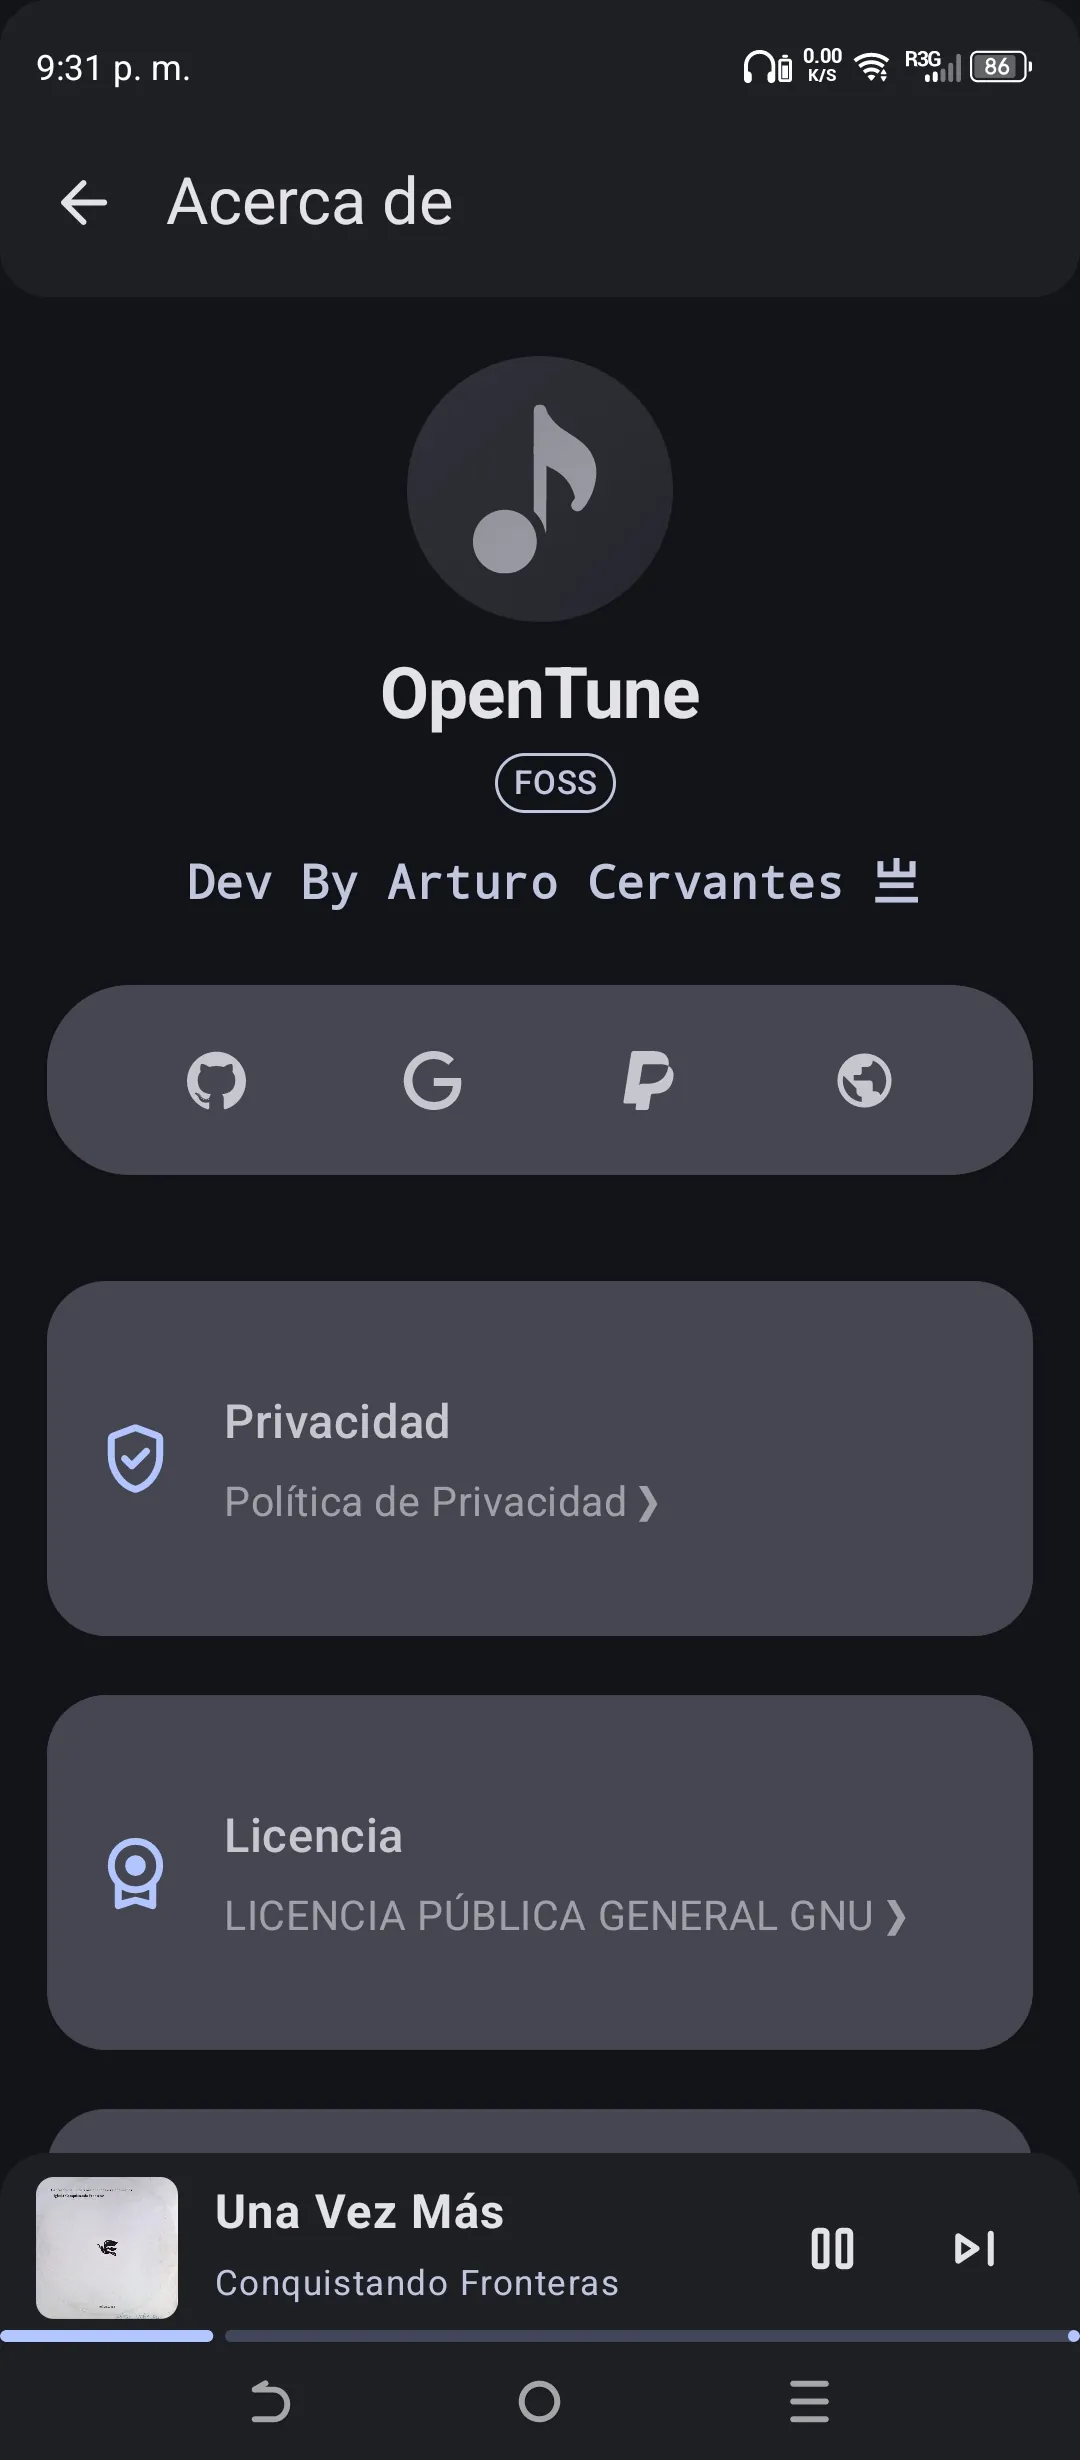 9:31 p. m.
0.00
K/S
R3G
86
Acerca de
OpenTune
FOSS
Dev By Arturo Cervantes
Privacidad
Política de Privacidad ❯
Licencia
LICENCIA PÚBLICA GENERAL GNU ❯
Una Vez Más
Conquistando Fronteras